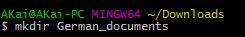 AKai@AKai-PC MINGW64 ~/Downloads
$ mkdir German_documents